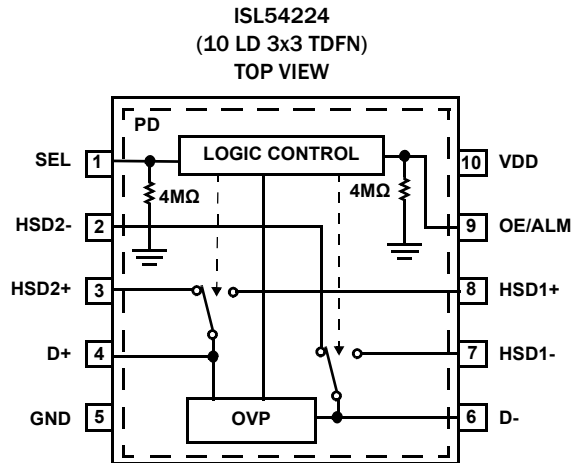 ISL54224
(10 LD 3x3 TDFN)
TOP VIEW
PD
SEL 1 LOGIC CONTROL 10 VDD
4MΩ 4MΩ
HSD2- 2 9 OE/ALM
HSD2+ 3 8 HSD1+
D+ 4 7 HSD1-
GND 5 OVP 6 D-